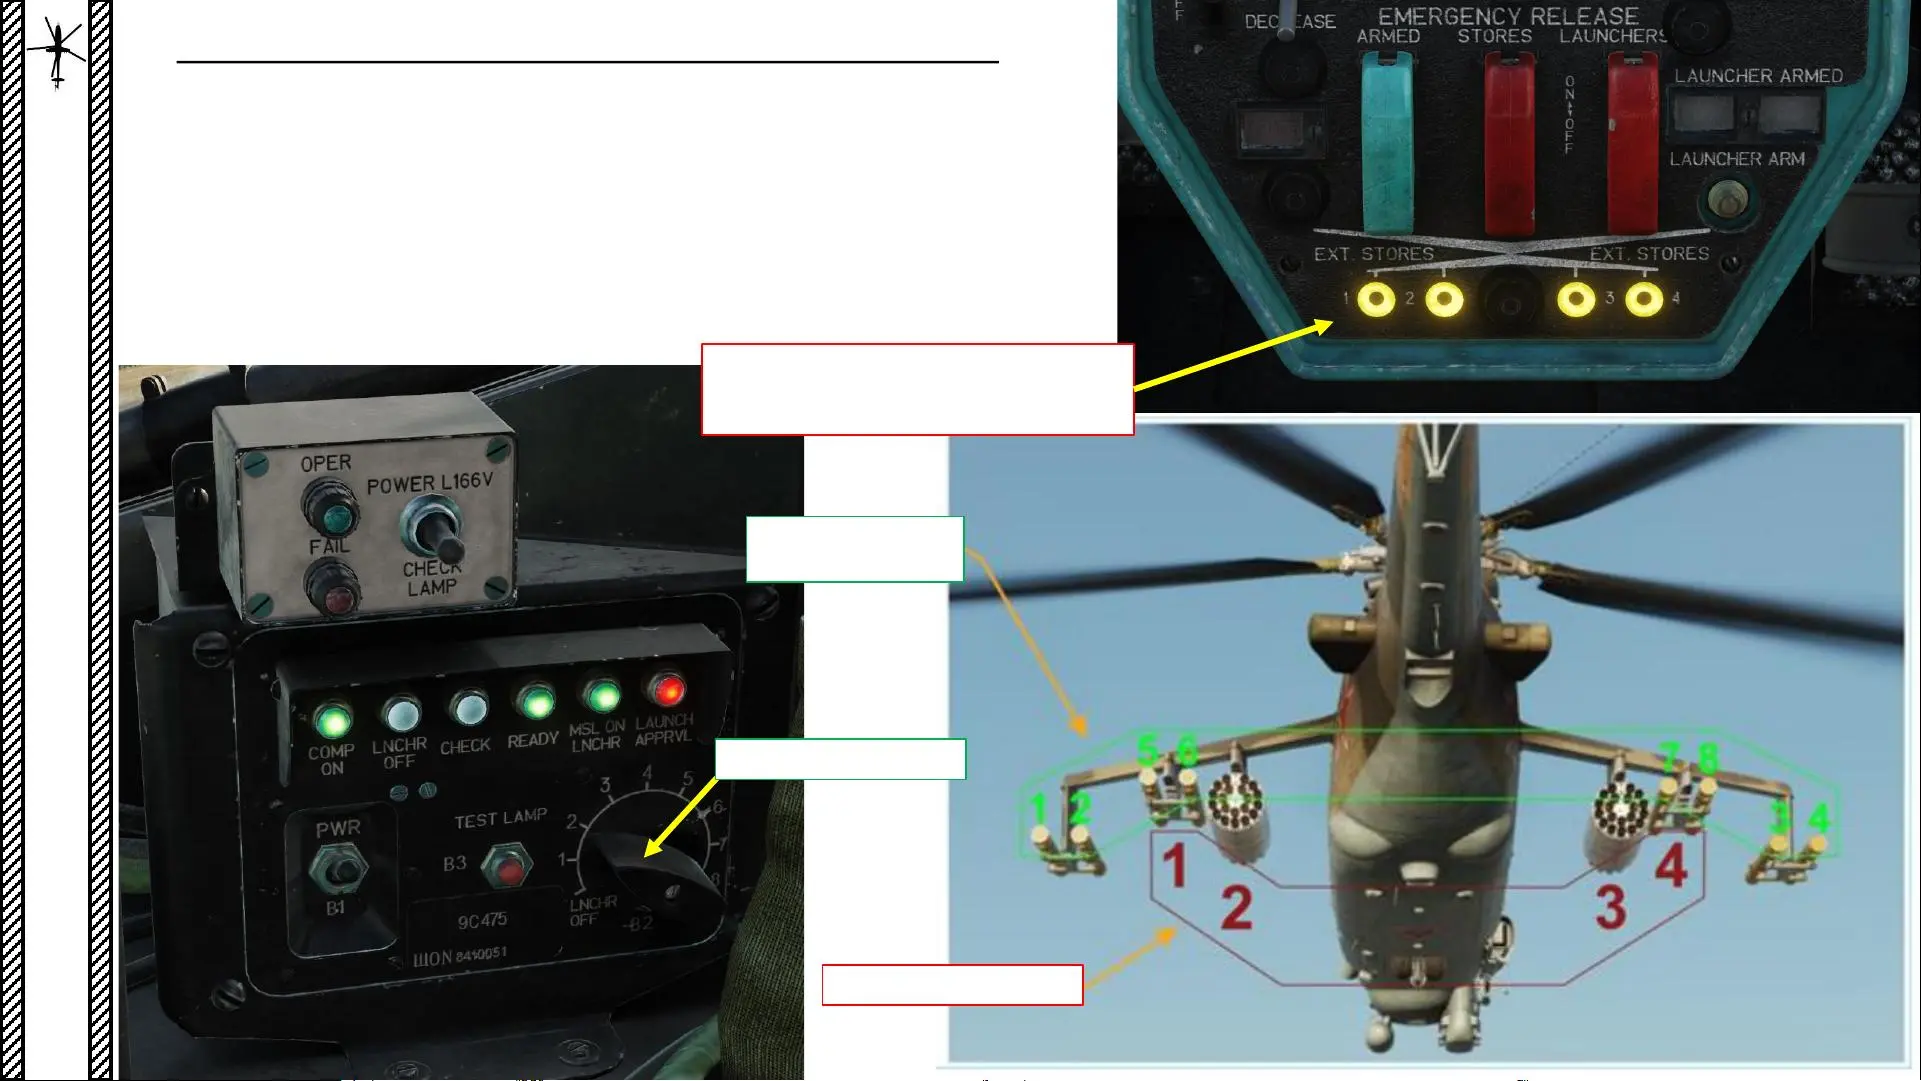 DECREASE
EMERGENCY RELEASE
ARMED STORES LAUNCHERS
ON OFF
LAUNCHER ARMED
LAUNCHER ARM
EXT. STORES EXT. STORES
1 2 3 4
OPER
POWER L166V
FAIL
CHECK
LAMP
COMP
ON
LNCHR
OFF
CHECK
READY
MSL ON
LNCHR
LAUNCH
APPRVL
PWR
B1
TEST LAMP
B3
9C475
ШОN 8410051
1 2 3 4 5 6 7 8
LNCHR
OFF
B2
5 6 7 8
1 2 3 4
1 4
2 3